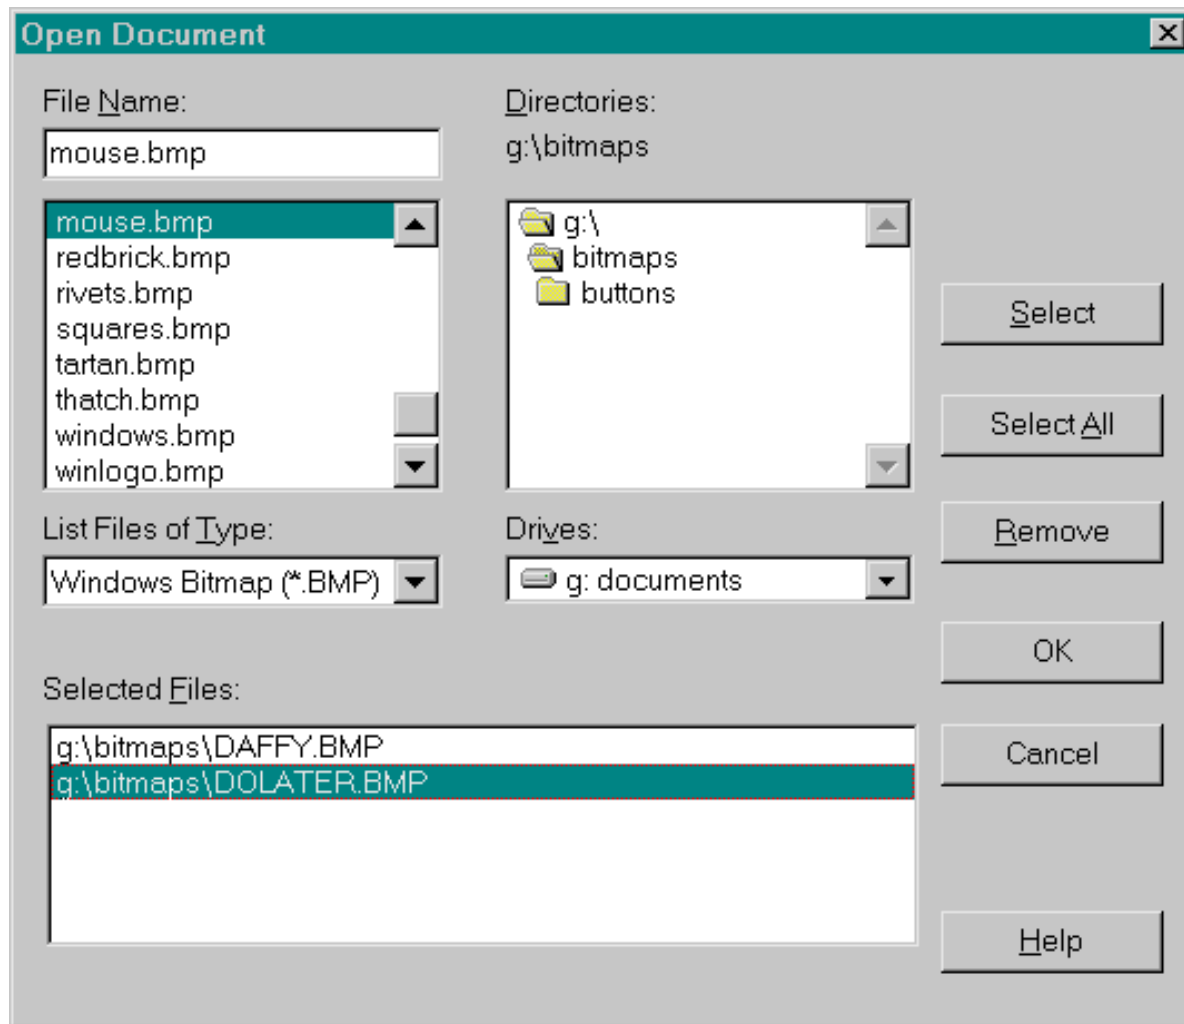 Open Document
File Name:
mouse.bmp
mouse.bmp
redbrick.bmp
rivets.bmp
squares.bmp
tartan.bmp
thatch.bmp
windows.bmp
winlogo.bmp
List Files of Type:
Windows Bitmap (*.BMP)
Directories:
g:\bitmaps
g:\
bitmaps
buttons
Drives:
g: documents
Selected Files:
g:\bitmaps\DAFFY.BMP
g:\bitmaps\DOLATER.BMP
Select
Select All
Remove
OK
Cancel
Help